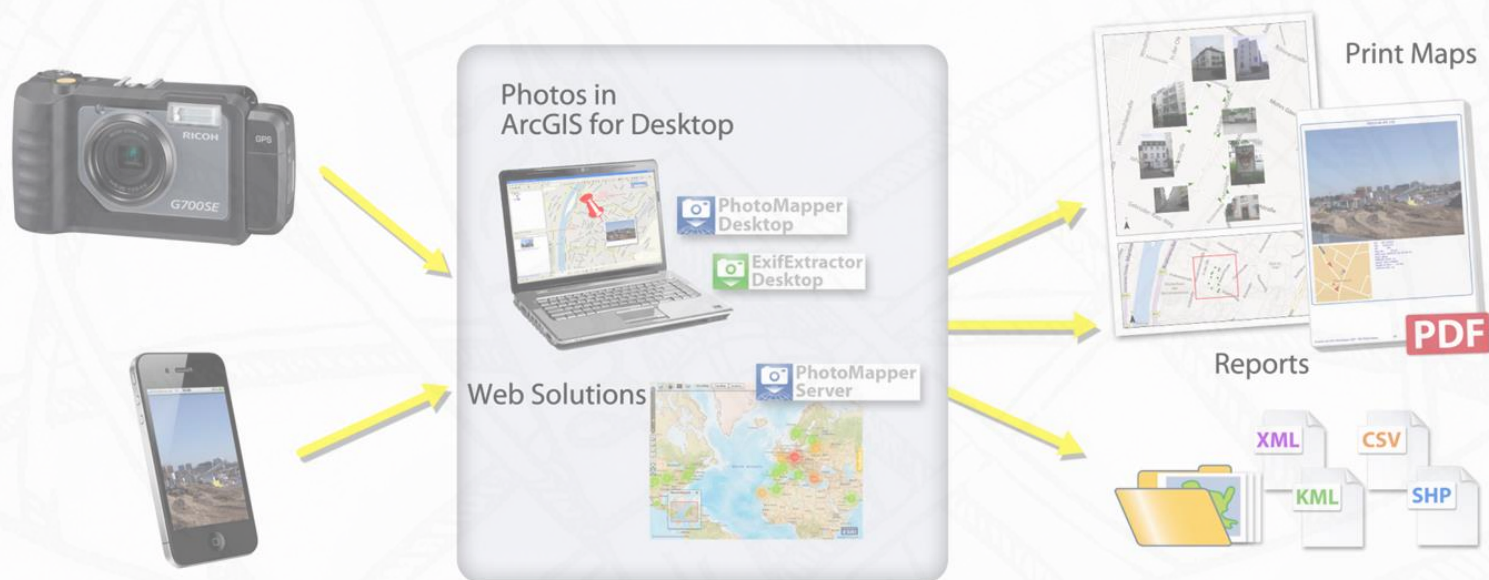 RICOH
GPS
G700SE
Photos in
ArcGIS for Desktop
PhotoMapper
Desktop
ExifExtractor
Desktop
Web Solutions
PhotoMapper
Server
Print Maps
PDF
Reports
XML
CSV
KML
SHP